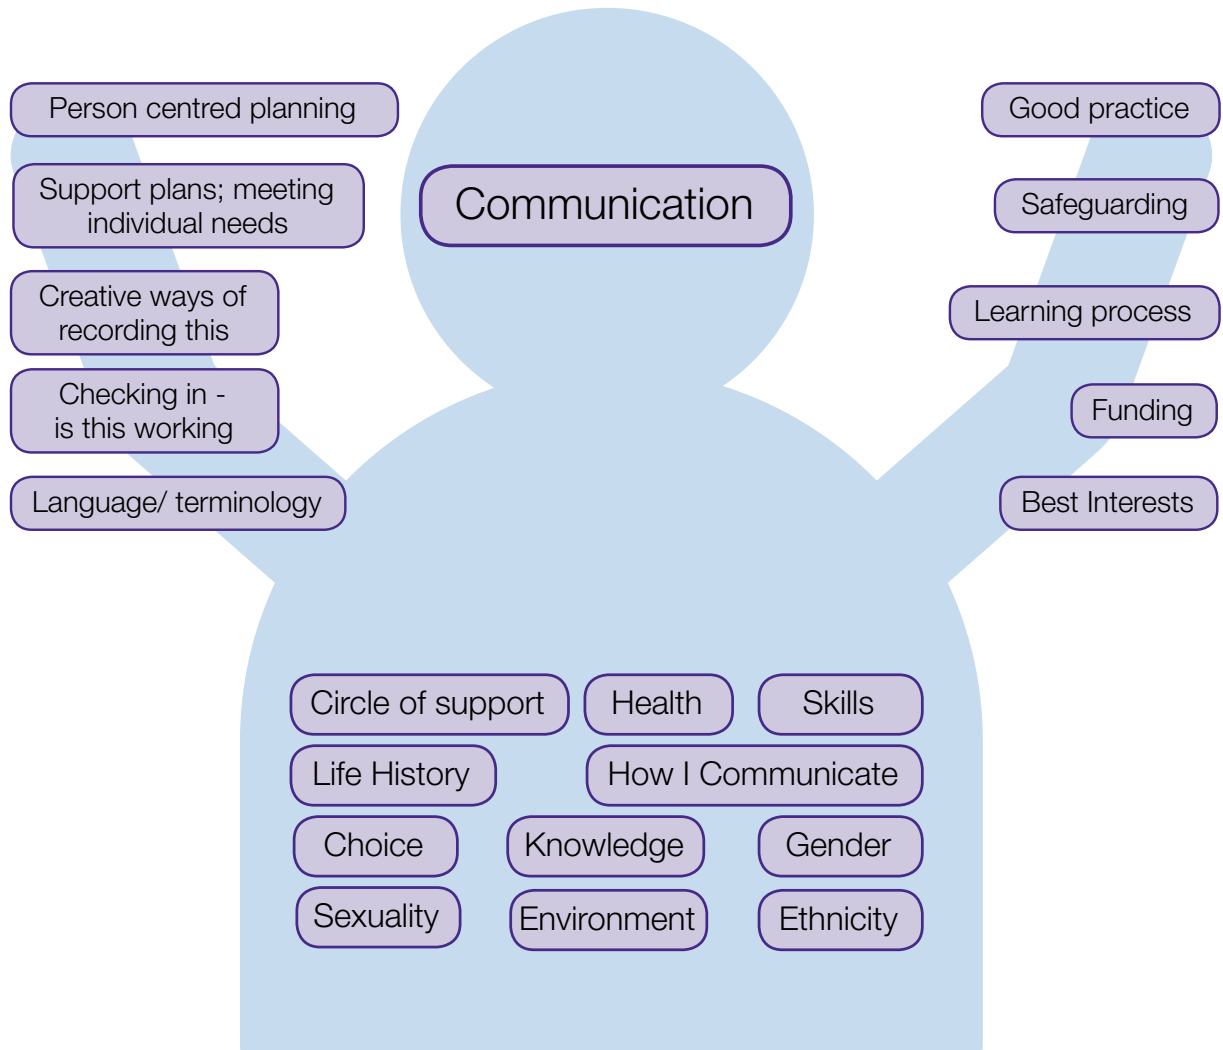 Person centred planning
Support plans; meeting
individual needs
Creative ways of
recording this
Checking in -
is this working
Language/ terminology
Communication
Good practice
Safeguarding
Learning process
Funding
Best Interests
Circle of support
Health
Skills
Life History
How I Communicate
Choice
Knowledge
Gender
Sexuality
Environment
Ethnicity